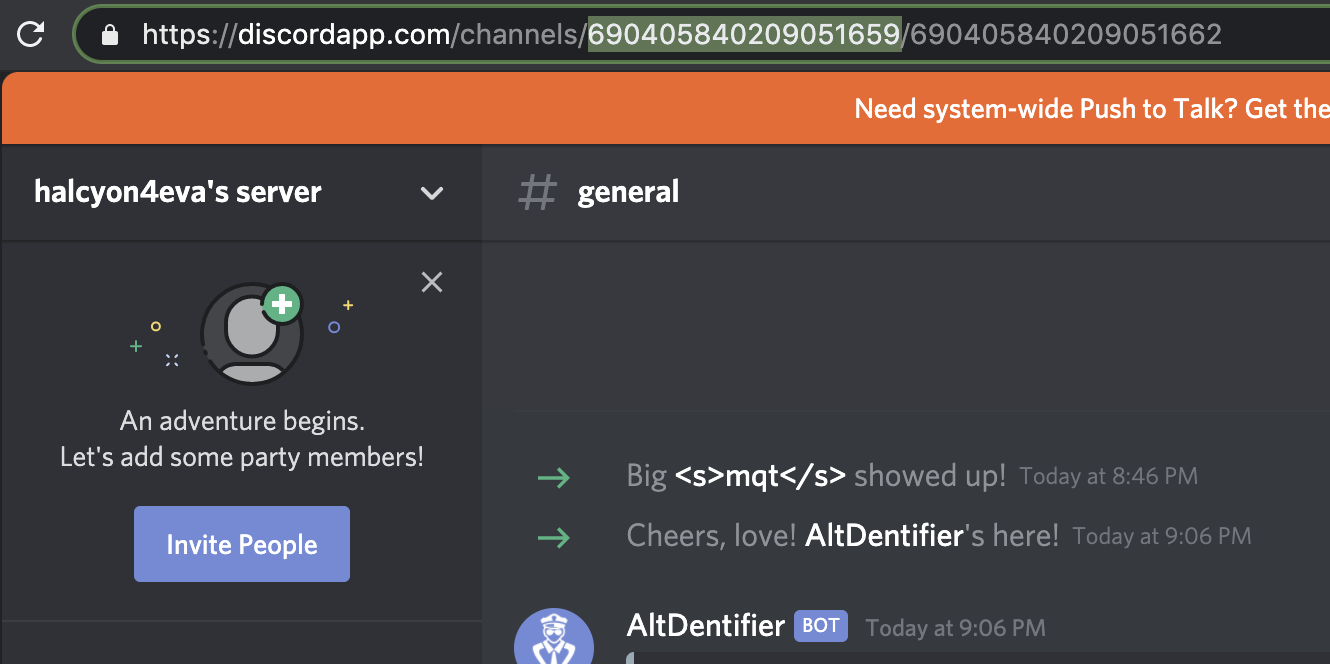 https://discordapp.com/channels/690405840209051659/690405840209051662
Need system-wide Push to Talk? Get the
halcyon4eva's server
# general
An adventure begins.
Let's add some party members!
Invite People
Big <s>mqt</s> showed up! Today at 8:46 PM
Cheers, love! AltDentifier's here! Today at 9:06 PM
AltDentifier BOT Today at 9:06 PM